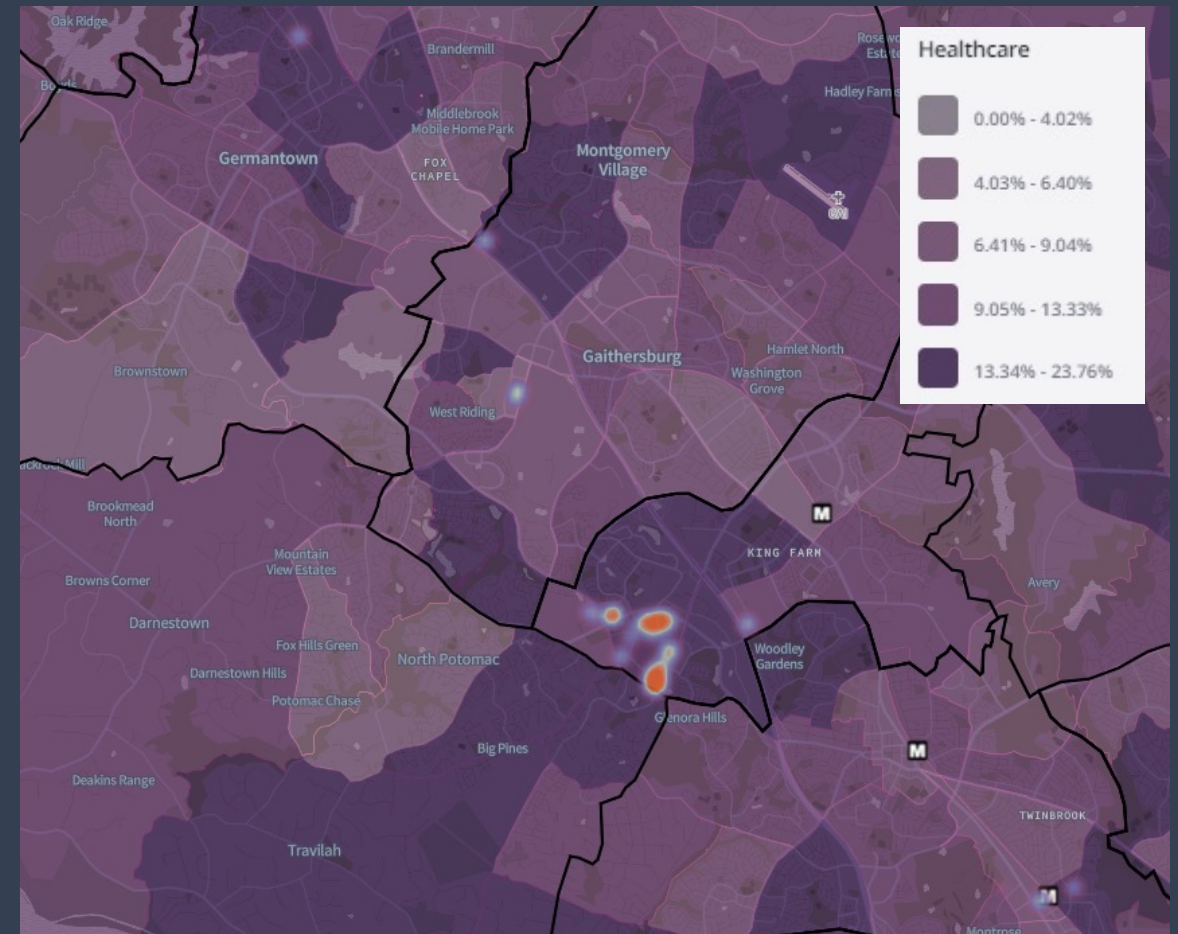 Oak Ridge
Brandermill
Healthcare
0.00% - 4.02%
4.03% - 6.40%
6.41% - 9.04%
9.05% - 13.33%
13.34% - 23.76%
Hadley Farms
Middlebrook
Mobile Home Park
Germantown
FOX
CHAPEL
Montgomery
Village
Gaithersburg
Hamlet North
Washington
Grove
Brownstown
West Riding
Brookmead
North
M
KING FARM
Mountain
View Estates
Browns Corner
Avery
Darnestown
Fox Hills Green
North Potomac
Woodley
Gardens
Darnestown Hills
Potomac Chase
Glenora Hills
Big Pines
M
Deakins Range
TWINBROOK
Travilah
M
Montrose